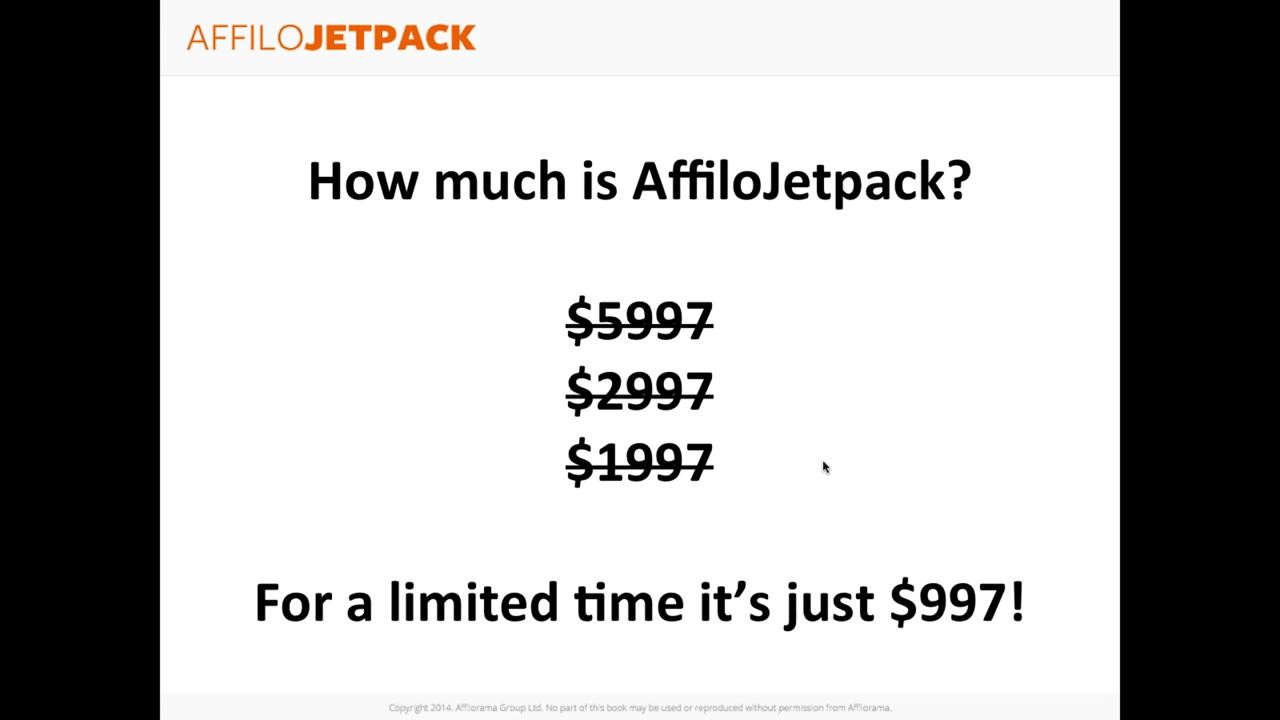 AFFILOJETPACK
How much is AffiloJetpack?
$5997
$2997
$1997
For a limited time it’s just $997!
Copyright 2014. Affilorama Group Ltd. No part of this book may be used or reproduced without permission from Affilorama.